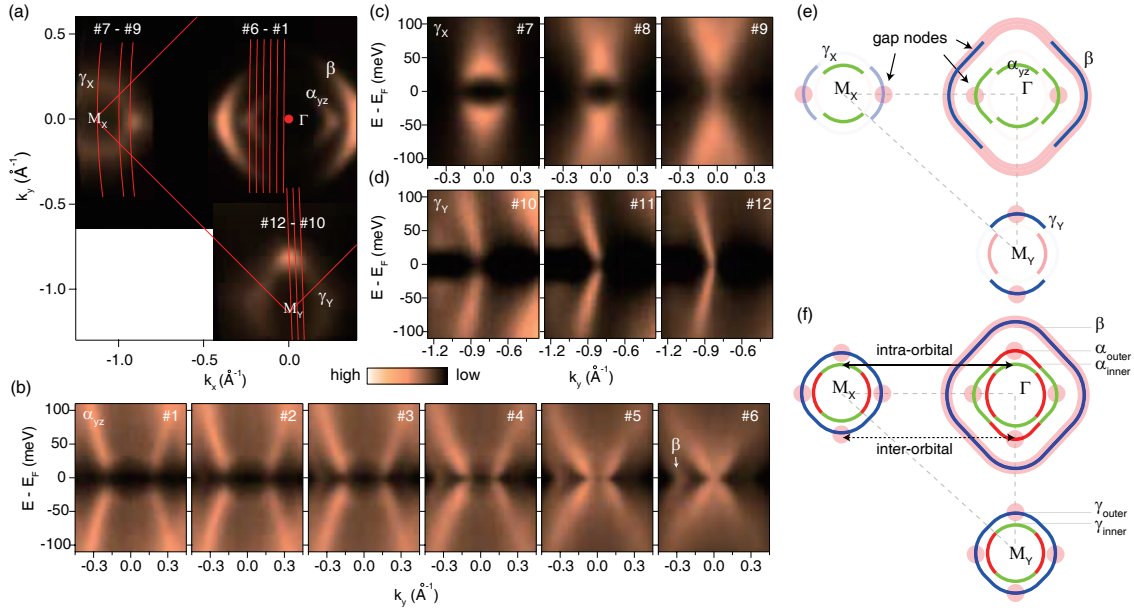 (a)
#7 - #9
#6 - #1
γX
MX
β
αyz
Γ
#12 - #10
MY
γY
0.5
0.0
-0.5
-1.0
ky (Å-1)
-1.0
0.0
kx (Å-1)
(c)
γX
#7
#8
#9
100
50
0
-50
-100
E - EF (meV)
-0.3 0.0 0.3
-0.3 0.0 0.3
-0.3 0.0 0.3
(d)
γY
#10
#11
#12
100
50
0
-50
-100
E - EF (meV)
-1.2 -0.9 -0.6
-1.2 -0.9 -0.6
-1.2 -0.9 -0.6
ky (Å-1)
high
low
(b)
αyz
#1
#2
#3
#4
#5
#6
β
100
50
0
-50
-100
E - EF (meV)
-0.3 0.0 0.3
-0.3 0.0 0.3
-0.3 0.0 0.3
-0.3 0.0 0.3
-0.3 0.0 0.3
-0.3 0.0 0.3
ky (Å-1)
(e)
gap nodes
γX
MX
αyz
Γ
β
γY
MY
(f)
β
αouter
αinner
intra-orbital
MX
Γ
inter-orbital
γouter
γinner
MY